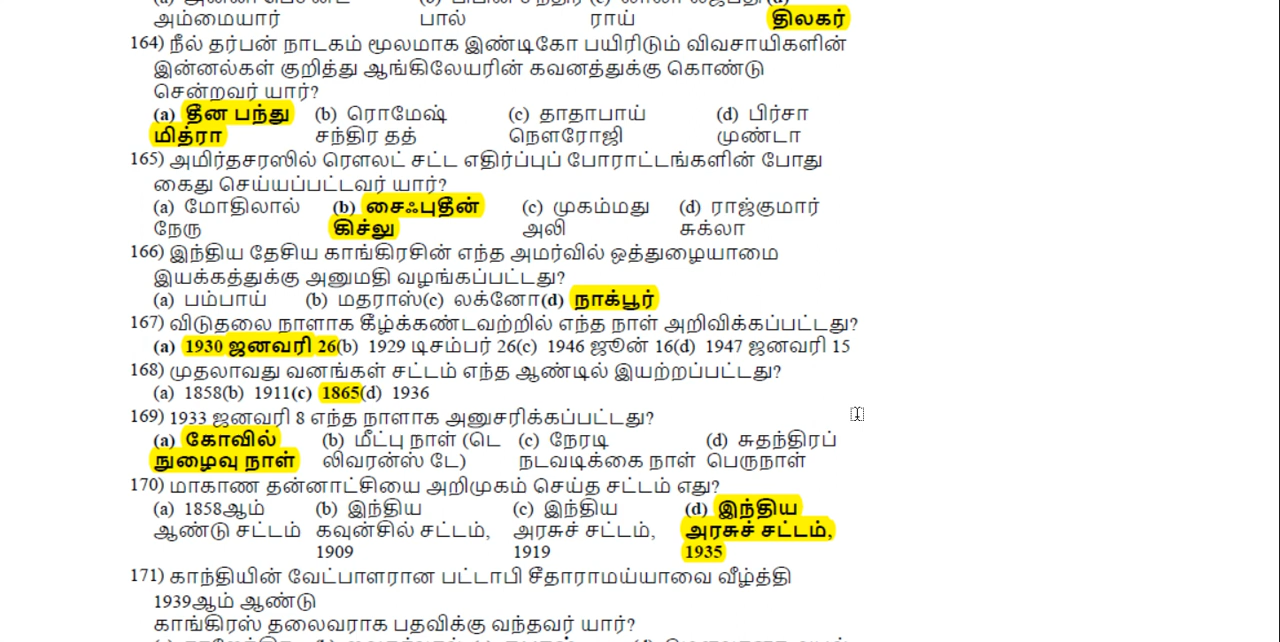 அம்மையார் பால் ராய் திலகர்
164) நீல் தர்பன் நாடகம் மூலமாக இண்டிகோ பயிரிடும் விவசாயிகளின்
இன்னல்கள் குறித்து ஆங்கிலேயரின் கவனத்துக்கு கொண்டு
சென்றவர் யார்?
(a) தீன பந்து (b) ரொமேஷ் (c) தாதாபாய் (d) பிர்சா
மித்ரா சந்திர தத் நௌரோஜி முண்டா
165) அமிர்தசரஸில் ரௌலட் சட்ட எதிர்ப்புப் போராட்டங்களின் போது
கைது செய்யப்பட்டவர் யார்?
(a) மோதிலால் (b) சைஃபுதீன் (c) முகம்மது (d) ராஜ்குமார்
நேரு கிச்லு அலி சுக்லா
166) இந்திய தேசிய காங்கிரசின் எந்த அமர்வில் ஒத்துழையாமை
இயக்கத்துக்கு அனுமதி வழங்கப்பட்டது?
(a) பம்பாய் (b) மதராஸ்(c) லக்னோ(d) நாக்பூர்
167) விடுதலை நாளாக கீழ்க்கண்டவற்றில் எந்த நாள் அறிவிக்கப்பட்டது?
(a) 1930 ஜனவரி 26(b) 1929 டிசம்பர் 26(c) 1946 ஜூன் 16(d) 1947 ஜனவரி 15
168) முதலாவது வனங்கள் சட்டம் எந்த ஆண்டில் இயற்றப்பட்டது?
(a) 1858(b) 1911(c) 1865(d) 1936
169) 1933 ஜனவரி 8 எந்த நாளாக அனுசரிக்கப்பட்டது?
(a) கோவில் (b) மீட்பு நாள் (டெ (c) நேரடி (d) சுதந்திரப்
நுழைவு நாள் லிவரன்ஸ் டே) நடவடிக்கை நாள் பெருநாள்
170) மாகாண தன்னாட்சியை அறிமுகம் செய்த சட்டம் எது?
(a) 1858ஆம் (b) இந்திய (c) இந்திய (d) இந்திய
ஆண்டு சட்டம் கவுன்சில் சட்டம், அரசுச் சட்டம், அரசுச் சட்டம்,
1909 1919 1935
171) காந்தியின் வேட்பாளரான பட்டாபி சீதாராமய்யாவை வீழ்த்தி
1939ஆம் ஆண்டு
காங்கிரஸ் தலைவராக பதவிக்கு வந்தவர் யார்?